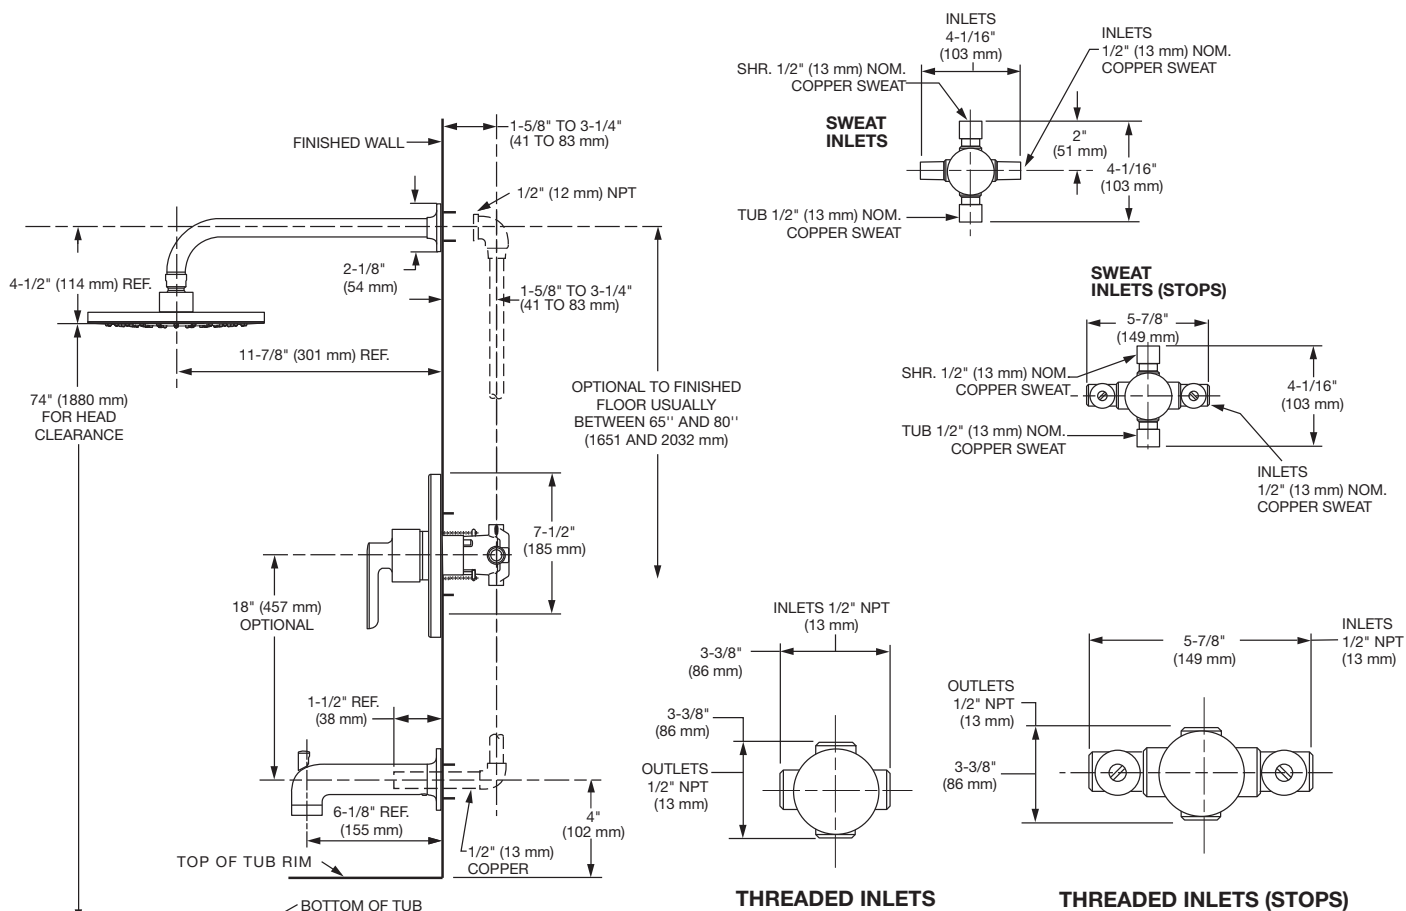 FINISHED WALL
1-5/8" TO 3-1/4"
(41 TO 83 mm)
1/2" (12 mm) NPT
2-1/8"
(54 mm)
4-1/2" (114 mm) REF.
1-5/8" TO 3-1/4"
(41 TO 83 mm)
11-7/8" (301 mm) REF.
74" (1880 mm)
FOR HEAD
CLEARANCE
OPTIONAL TO FINISHED
FLOOR USUALLY
BETWEEN 65'' AND 80''
(1651 AND 2032 mm)
7-1/2"
(185 mm)
18" (457 mm)
OPTIONAL
1-1/2" REF.
(38 mm)
6-1/8" REF.
(155 mm)
4"
(102 mm)
1/2" (13 mm)
COPPER
TOP OF TUB RIM
BOTTOM OF TUB
INLETS
4-1/16"
(103 mm)
INLETS
1/2" (13 mm) NOM.
COPPER SWEAT
SHR. 1/2" (13 mm) NOM.
COPPER SWEAT
SWEAT
INLETS
2"
(51 mm)
4-1/16"
(103 mm)
TUB 1/2" (13 mm) NOM.
COPPER SWEAT
SWEAT
INLETS (STOPS)
5-7/8"
(149 mm)
SHR. 1/2" (13 mm) NOM.
COPPER SWEAT
4-1/16"
(103 mm)
TUB 1/2" (13 mm) NOM.
COPPER SWEAT
INLETS
1/2" (13 mm) NOM.
COPPER SWEAT
INLETS 1/2" NPT
(13 mm)
3-3/8"
(86 mm)
3-3/8"
(86 mm)
OUTLETS
1/2" NPT
(13 mm)
THREADED INLETS
5-7/8"
(149 mm)
INLETS
1/2" NPT
(13 mm)
OUTLETS
1/2" NPT
(13 mm)
3-3/8"
(86 mm)
THREADED INLETS (STOPS)